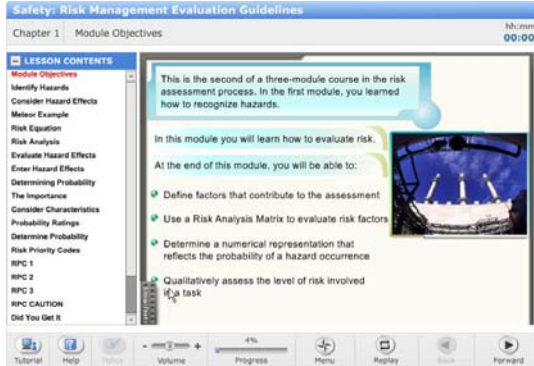 Safety: Risk Management Evaluation Guidelines
Chapter 1 Module Objectives
hh:mm
00:00
LESSON CONTENTS
Module Objectives
Identify Hazards
Consider Hazard Effects
Meteor Example
Risk Equation
Risk Analysis
Evaluate Hazard Effects
Enter Hazard Effects
Determining Probability
The Importance
Consider Characteristics
Probability Ratings
Determine Probability
Risk Priority Codes
RPC 1
RPC 2
RPC 3
RPC CAUTION
Did You Get It
This is the second of a three-module course in the risk
assessment process. In the first module, you learned
how to recognize hazards.
In this module you will learn how to evaluate risk.
At the end of this module, you will be able to:
Define factors that contribute to the assessment
Use a Risk Analysis Matrix to evaluate risk factors
Determine a numerical representation that
reflects the probability of a hazard occurrence
Qualitatively assess the level of risk involved
in a task
Tutorial
Help
Policy
- +
Volume
4%
Progress
Menu
Replay
Back
Forward